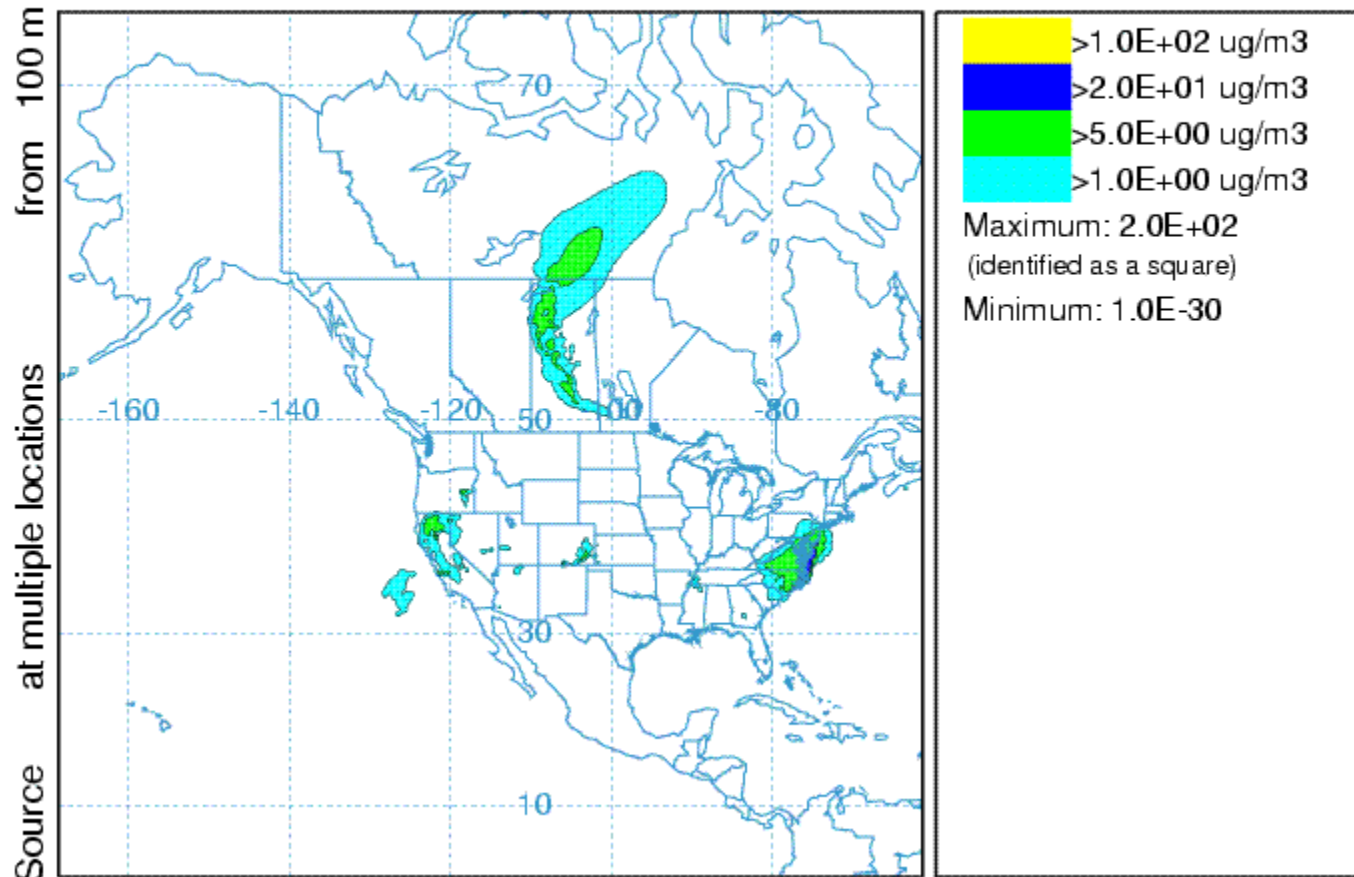 Source at multiple locations from 100 m
70
-160 -140 -120 00 -80
50
30
10
>1.0E+02 ug/m3
>2.0E+01 ug/m3
>5.0E+00 ug/m3
>1.0E+00 ug/m3
Maximum: 2.0E+02
(identified as a square)
Minimum: 1.0E-30